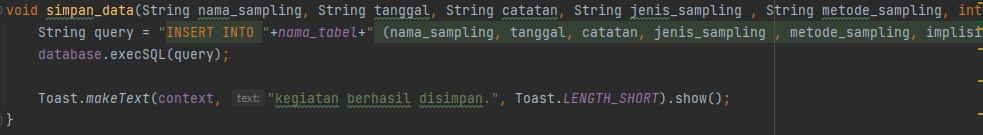 void simpan_data(String nama_sampling, String tanggal, String catatan, String jenis_sampling , String metode_sampling, int
String query = "INSERT INTO "+nama_tabel+" (nama_sampling, tanggal, catatan, jenis_sampling , metode_sampling, implisi
database.execSQL(query);
Toast.makeText(context, text: "kegiatan berhasil disimpan.", Toast.LENGTH_SHORT).show();
}